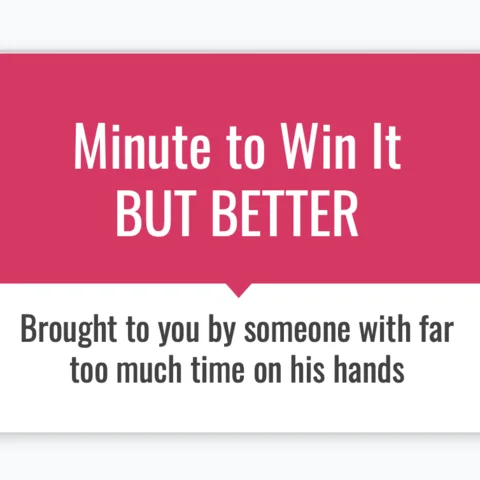 Minute to Win It
BUT BETTER
Brought to you by someone with far
too much time on his hands